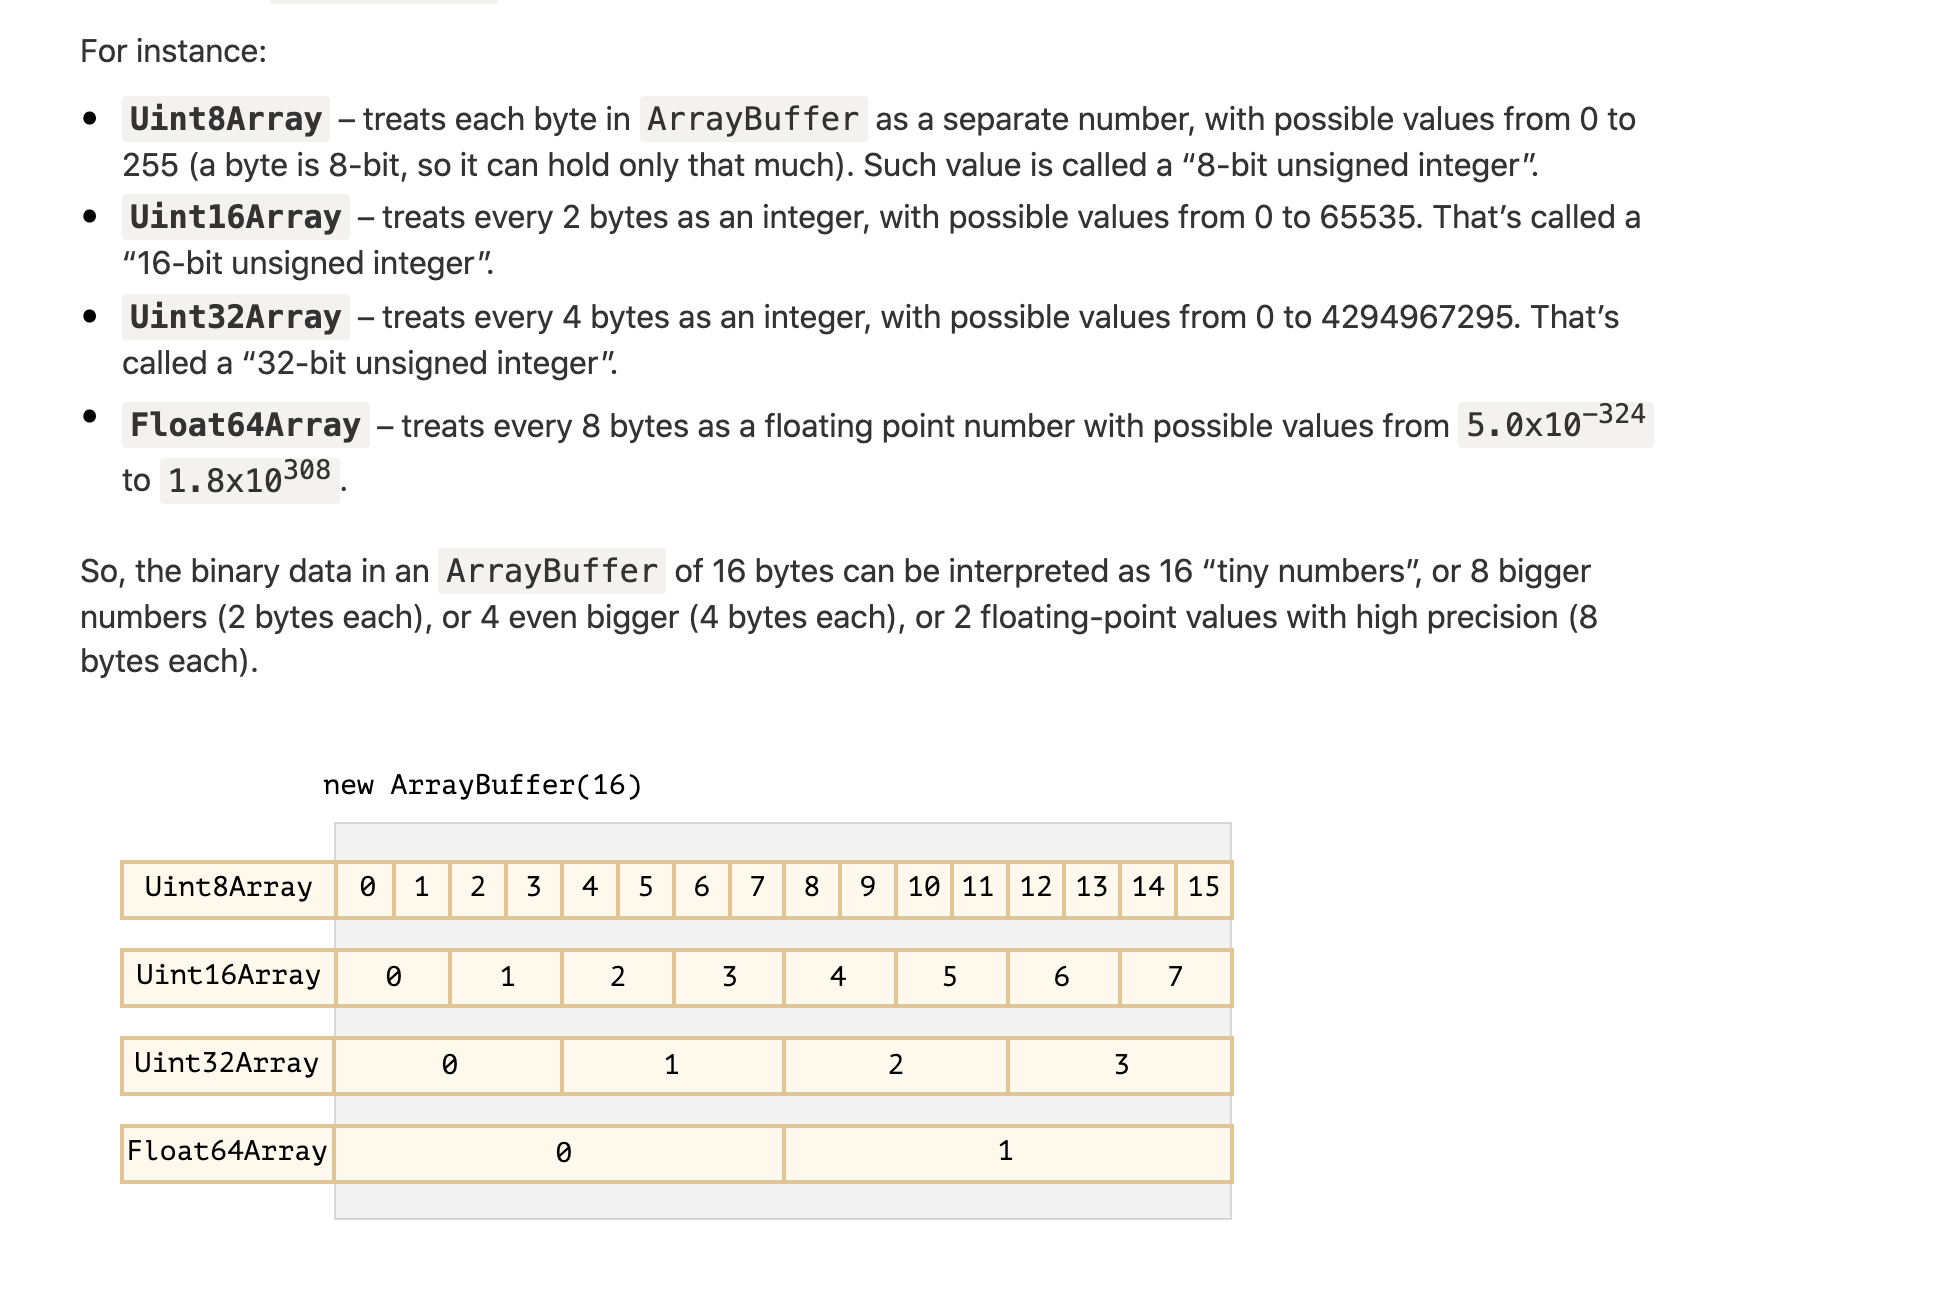 For instance:
• Uint8Array – treats each byte in ArrayBuffer as a separate number, with possible values from 0 to
255 (a byte is 8-bit, so it can hold only that much). Such value is called a “8-bit unsigned integer”.
• Uint16Array – treats every 2 bytes as an integer, with possible values from 0 to 65535. That’s called a
“16-bit unsigned integer”.
• Uint32Array – treats every 4 bytes as an integer, with possible values from 0 to 4294967295. That’s
called a “32-bit unsigned integer”.
• Float64Array – treats every 8 bytes as a floating point number with possible values from 5.0x10⁻³²⁴
to 1.8x10³⁰⁸.
So, the binary data in an ArrayBuffer of 16 bytes can be interpreted as 16 “tiny numbers”, or 8 bigger
numbers (2 bytes each), or 4 even bigger (4 bytes each), or 2 floating-point values with high precision (8
bytes each).
new ArrayBuffer(16)
Uint8Array 0 1 2 3 4 5 6 7 8 9 10 11 12 13 14 15
Uint16Array 0 1 2 3 4 5 6 7
Uint32Array 0 1 2 3
Float64Array 0 1